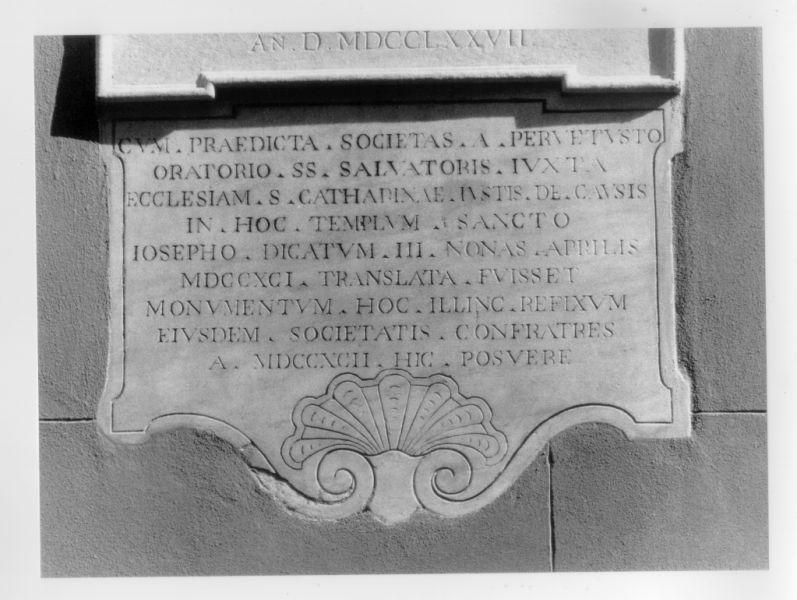 AN. D. MDCCLXXVII.
CVM . PRAEDICTA . SOCIETAS . A . PERVETVSTO
ORATORIO . SS . SALVATORIS . IVXTA
ECCLESIAM . S . CATHARINAE . IVSTIS . DE . CAVSIS
IN . HOC . TEMPLVM . SANCTO
IOSEPHO . DICATVM . III . NONAS . APRILIS
MDCCXCI . TRANSLATA . FVISSET
MONVMENTVM . HOC . ILLINC . REFIXVM
EIVSDEM . SOCIETATIS . CONFRATRES
A . MDCCXCII . HIC . POSVERE